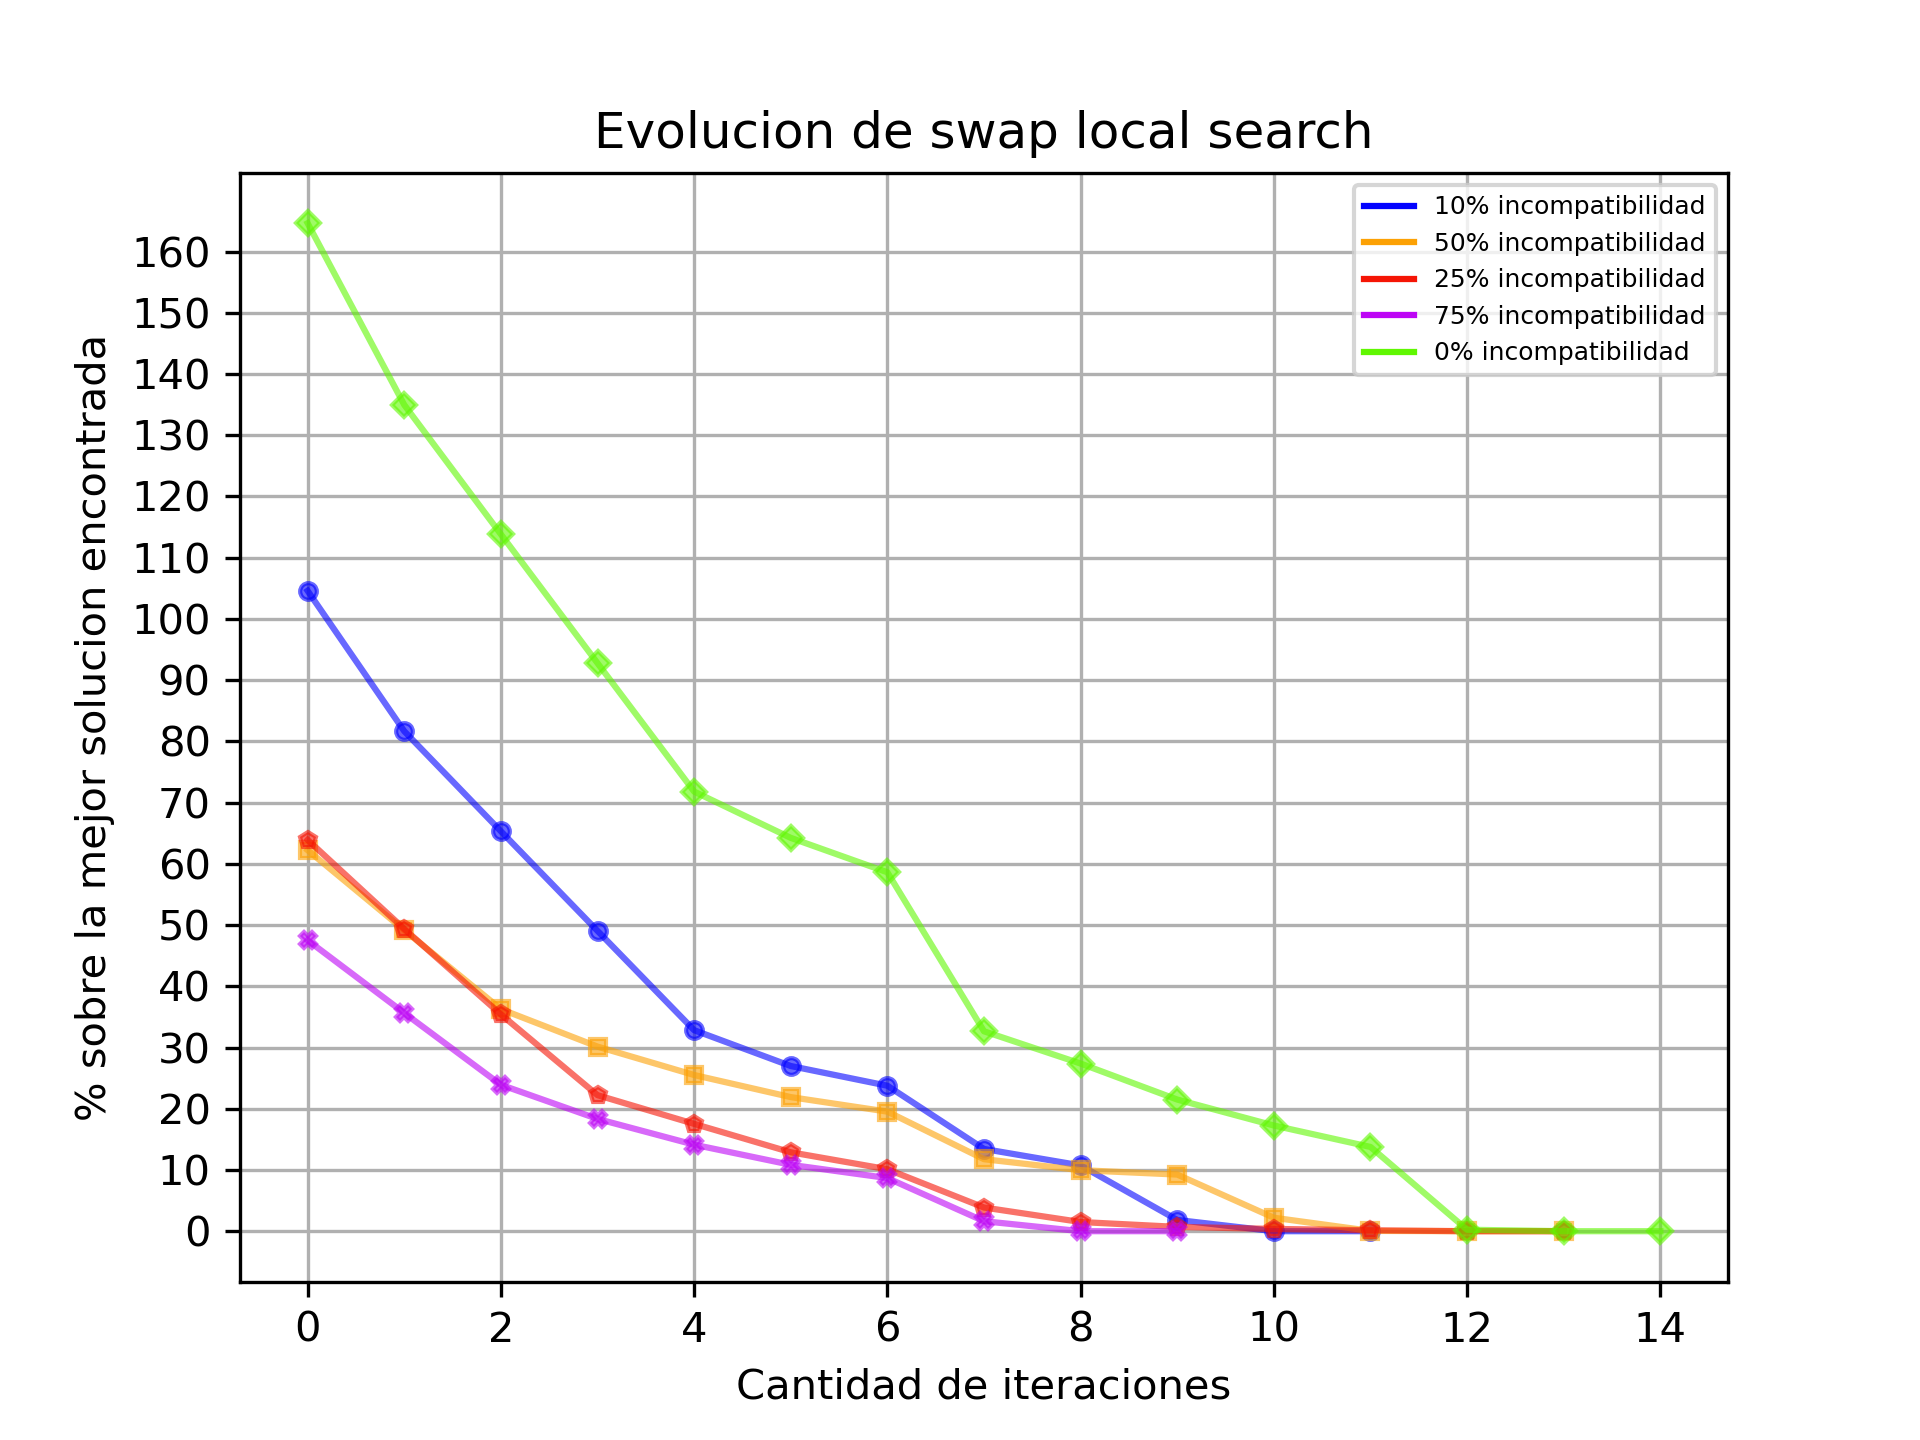 Evolucion de swap local search
10% incompatibilidad
50% incompatibilidad
25% incompatibilidad
75% incompatibilidad
0% incompatibilidad
% sobre la mejor solucion encontrada
160
150
140
130
120
110
100
90
80
70
60
50
40
30
20
10
0
0 2 4 6 8 10 12 14
Cantidad de iteraciones